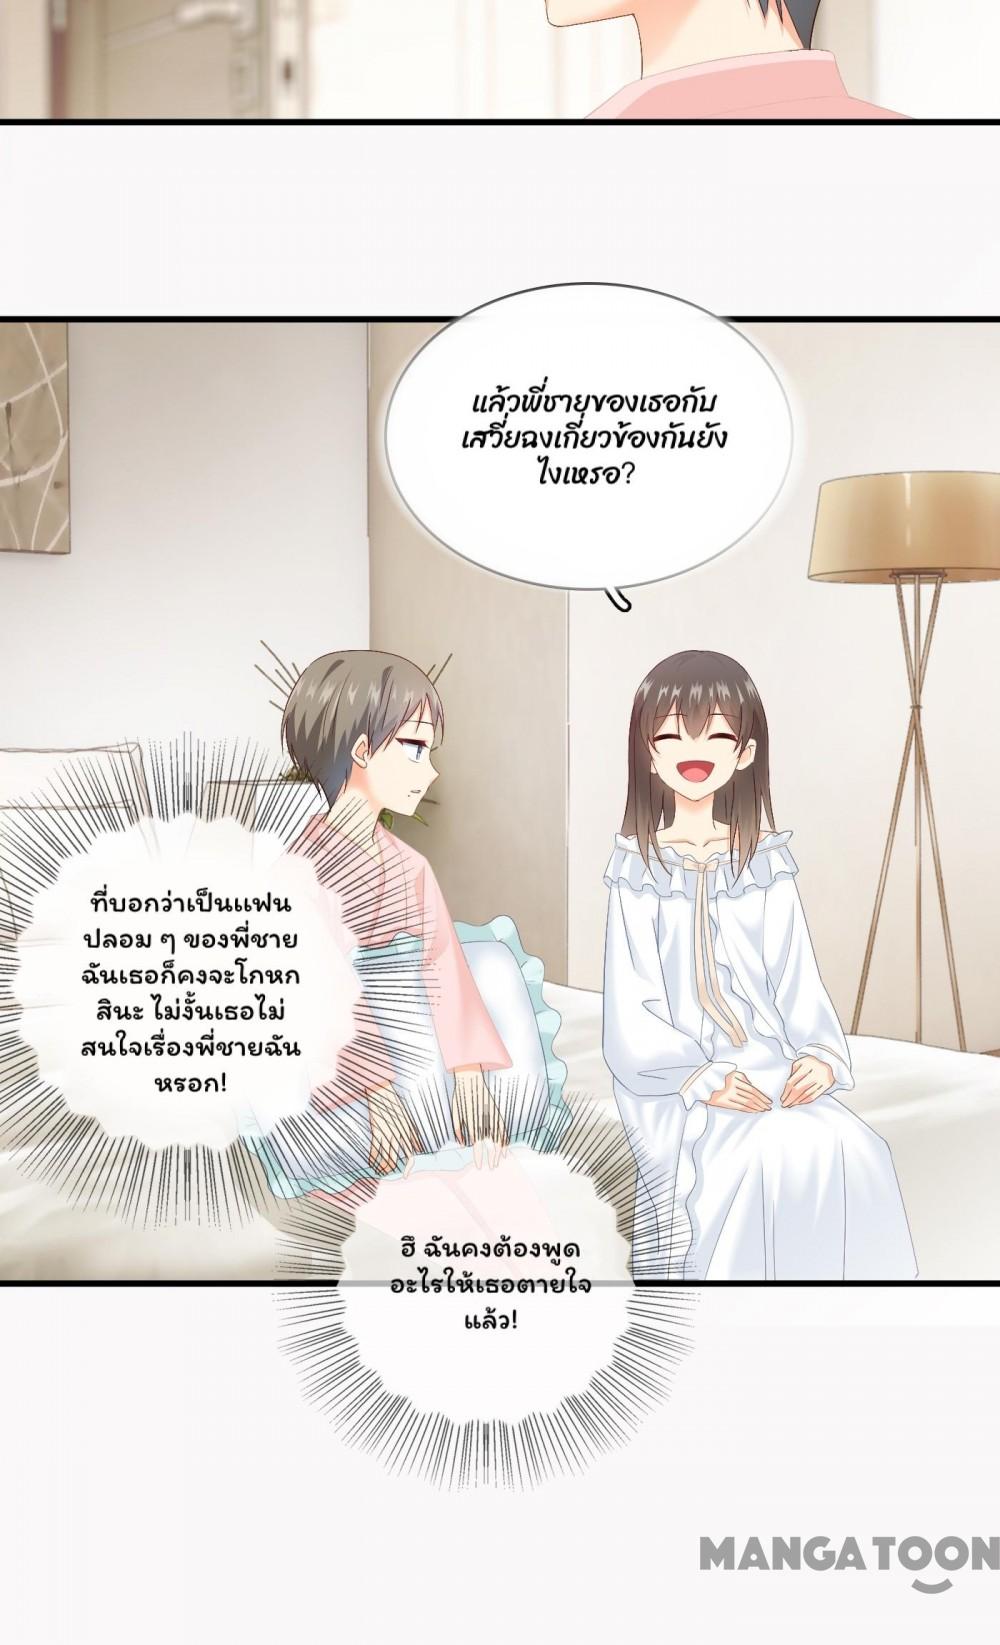 แล้วพี่ชายของเธอกับ
เสวี่ยฉงเกี่ยวข้องกันยัง
ไงเหรอ?
ที่บอกว่าเป็นแฟน
ปลอม ๆ ของพี่ชาย
ฉันเธอก็คงจะโกหก
สินะ ไม่งั้นเธอไม่
สนใจเรื่องพี่ชายฉัน
หรอก!
ฮึ ฉันคงต้องพูด
อะไรให้เธอตายใจ
แล้ว!
MANGATOON